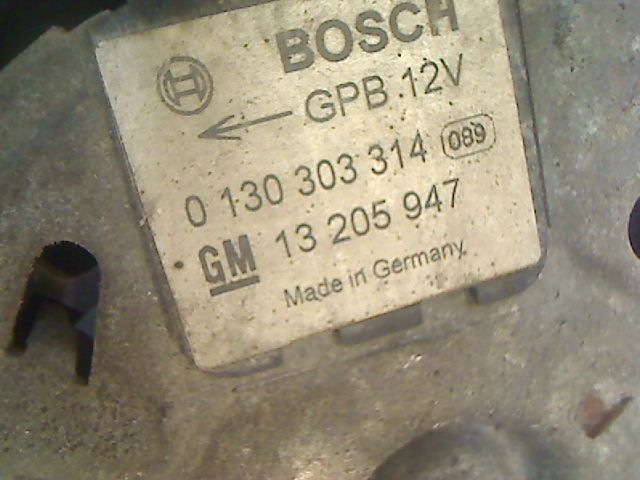 BOSCH
GPB 12V
0 130 303 314 089
GM 13 205 947
Made in Germany